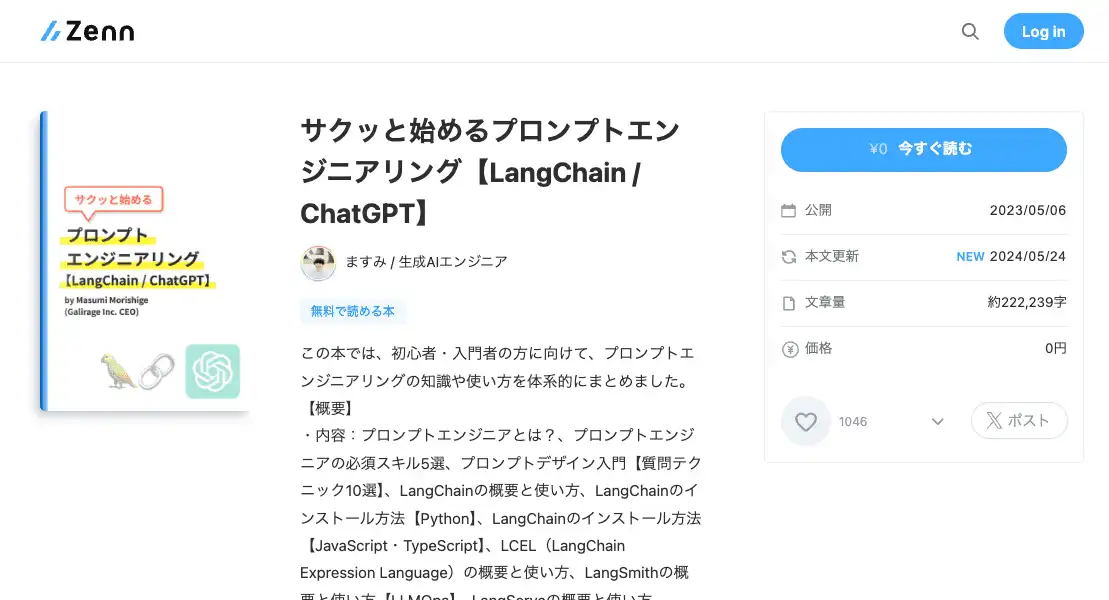 Zenn
Log in
サクッと始める
プロンプト
エンジニアリング
【LangChain / ChatGPT】
by Masumi Morishige
(Galirage Inc. CEO)
サクッと始めるプロンプトエン
ジニアリング【LangChain /
ChatGPT】
ますみ / 生成AIエンジニア
無料で読める本
この本では、初心者・入門者の方に向けて、プロンプトエ
ンジニアリングの知識や使い方を体系的にまとめました。
【概要】
・内容：プロンプトエンジニアとは？、プロンプトエンジ
ニアの必須スキル5選、プロンプトデザイン入門【質問テク
ニック10選】、LangChainの概要と使い方、LangChainのイ
ンストール方法【Python】、LangChainのインストール方法
【JavaScript・TypeScript】、LCEL（LangChain
Expression Language）の概要と使い方、LangSmithの概
要と使い方【LLMOps】、LangServeの概要と使い方、
¥0 今すぐ読む
公開 2023/05/06
本文更新 NEW 2024/05/24
文章量 約222,239字
価格 0円
1046 ポスト